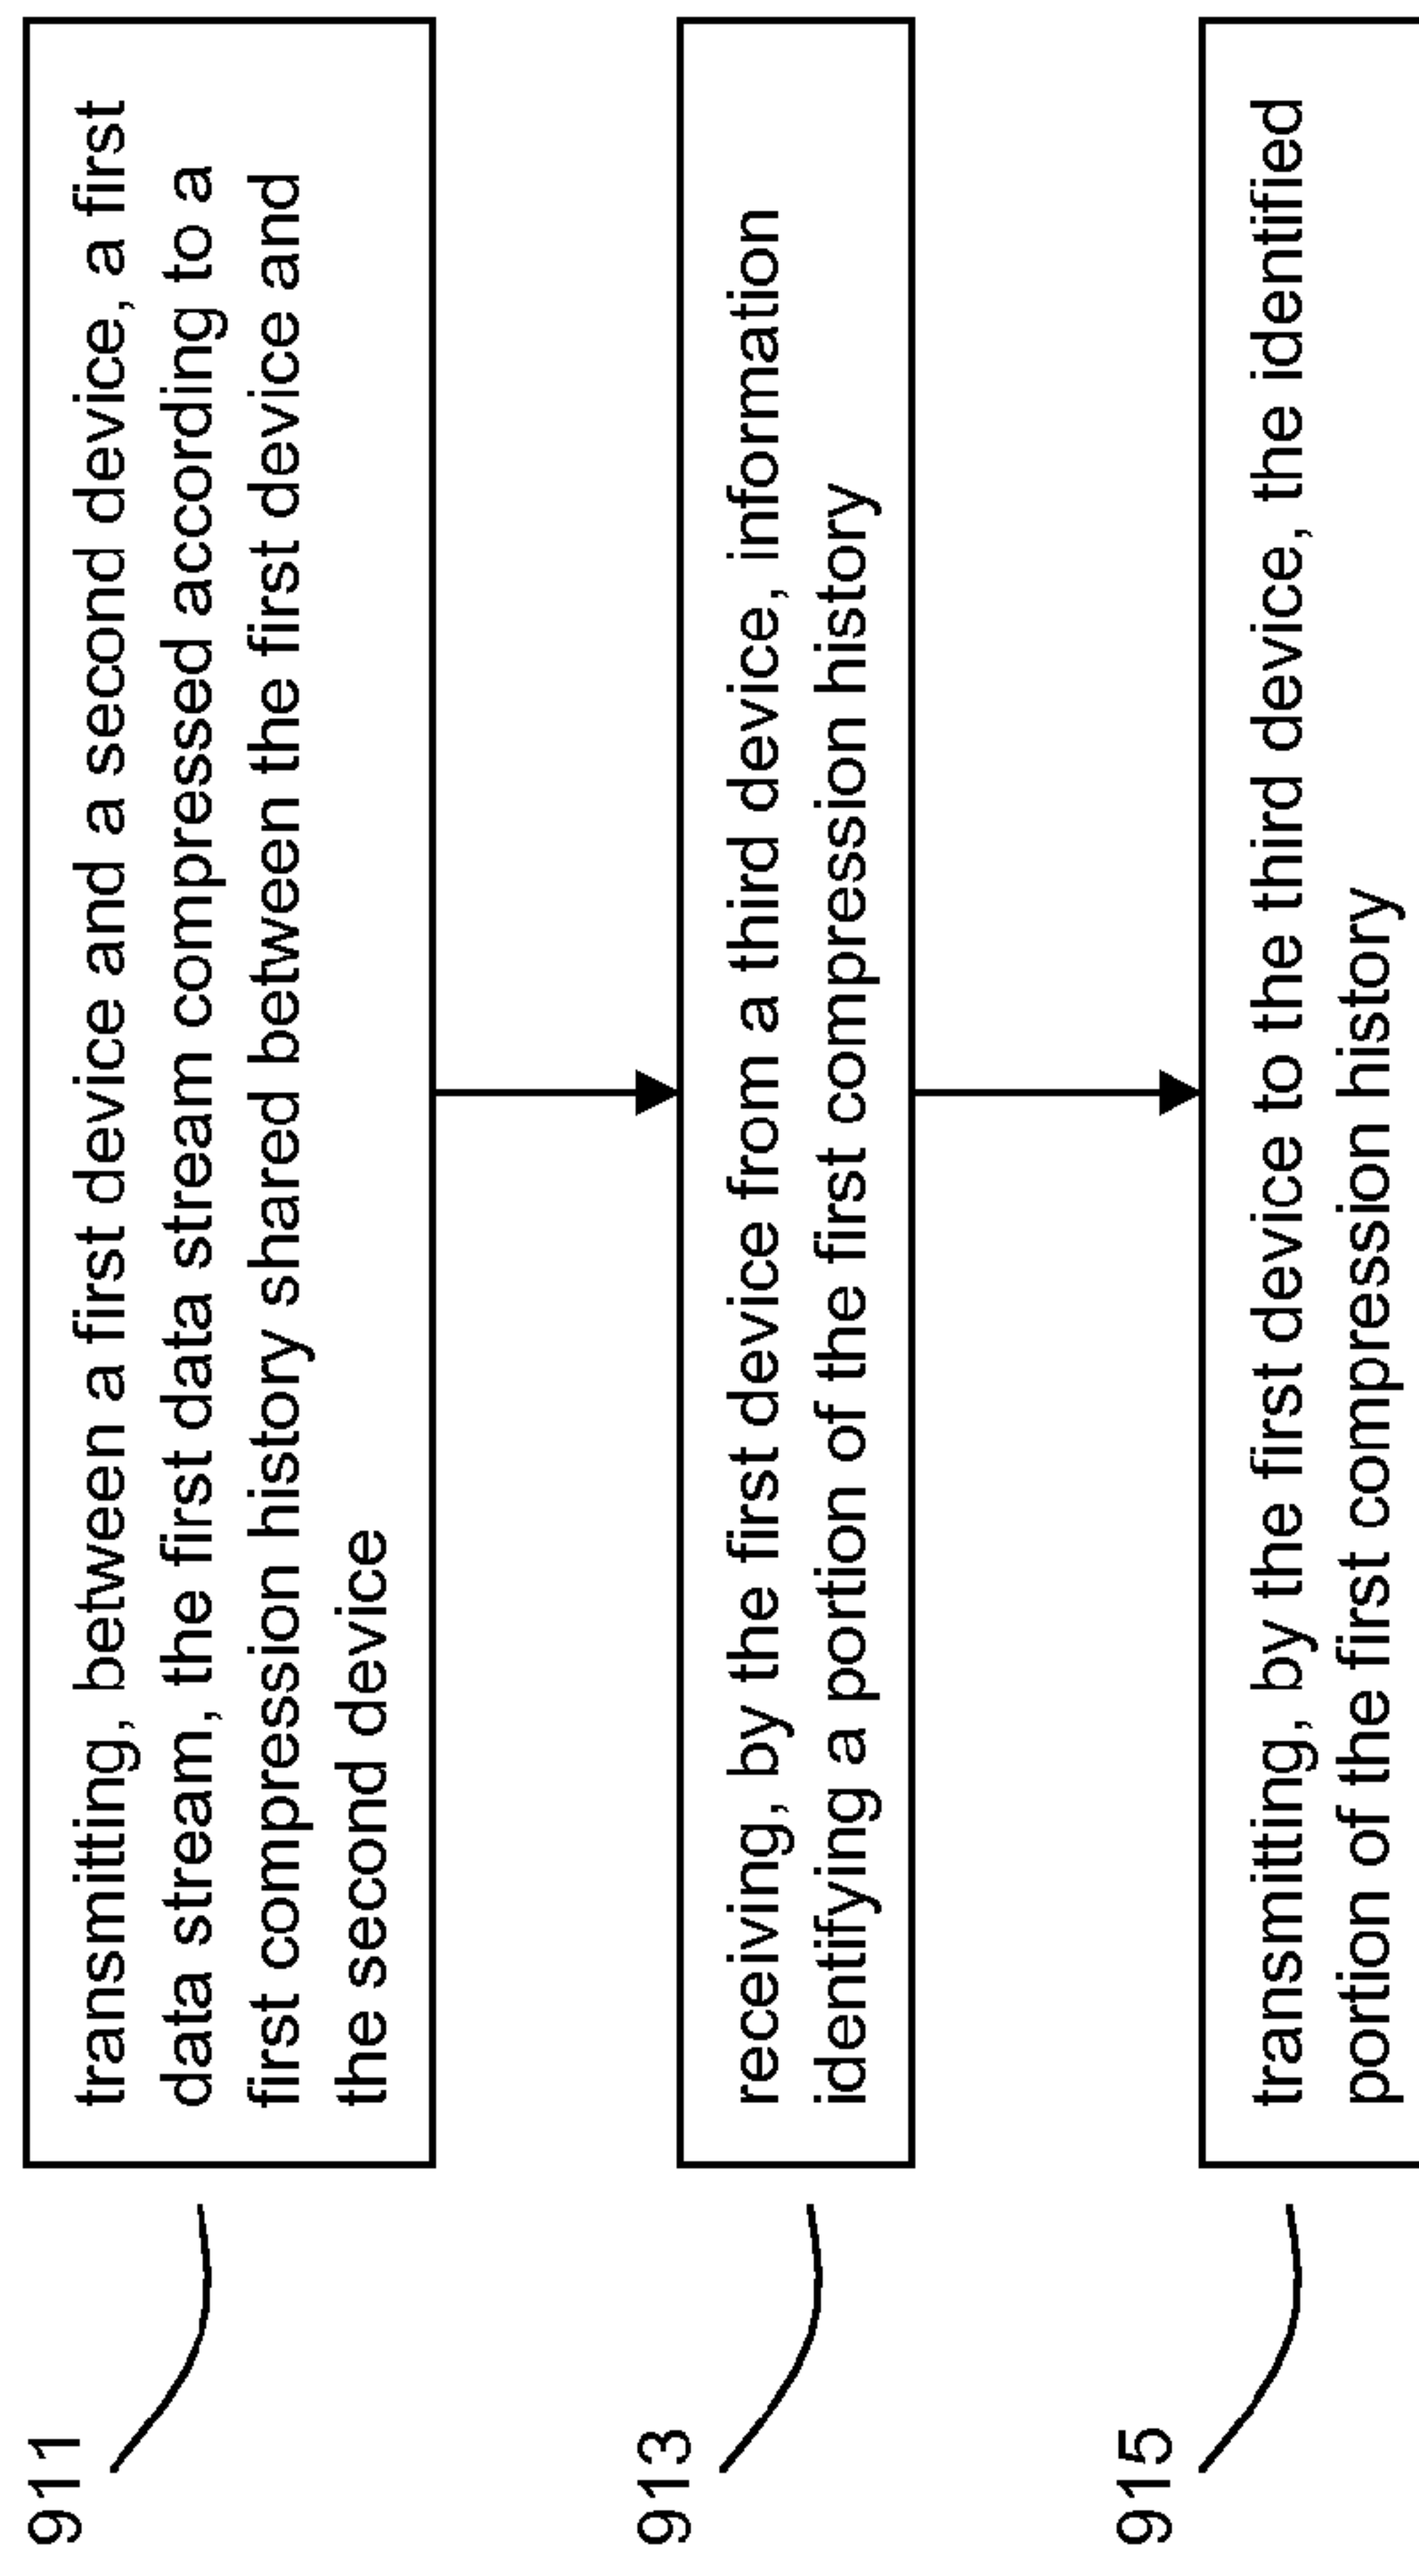 911
transmitting, between a first device and a second device, a first
data stream, the first data stream compressed according to a
first compression history shared between the first device and
the second device
913
receiving, by the first device from a third device, information
identifying a portion of the first compression history
915
transmitting, by the first device to the third device, the identified
portion of the first compression history